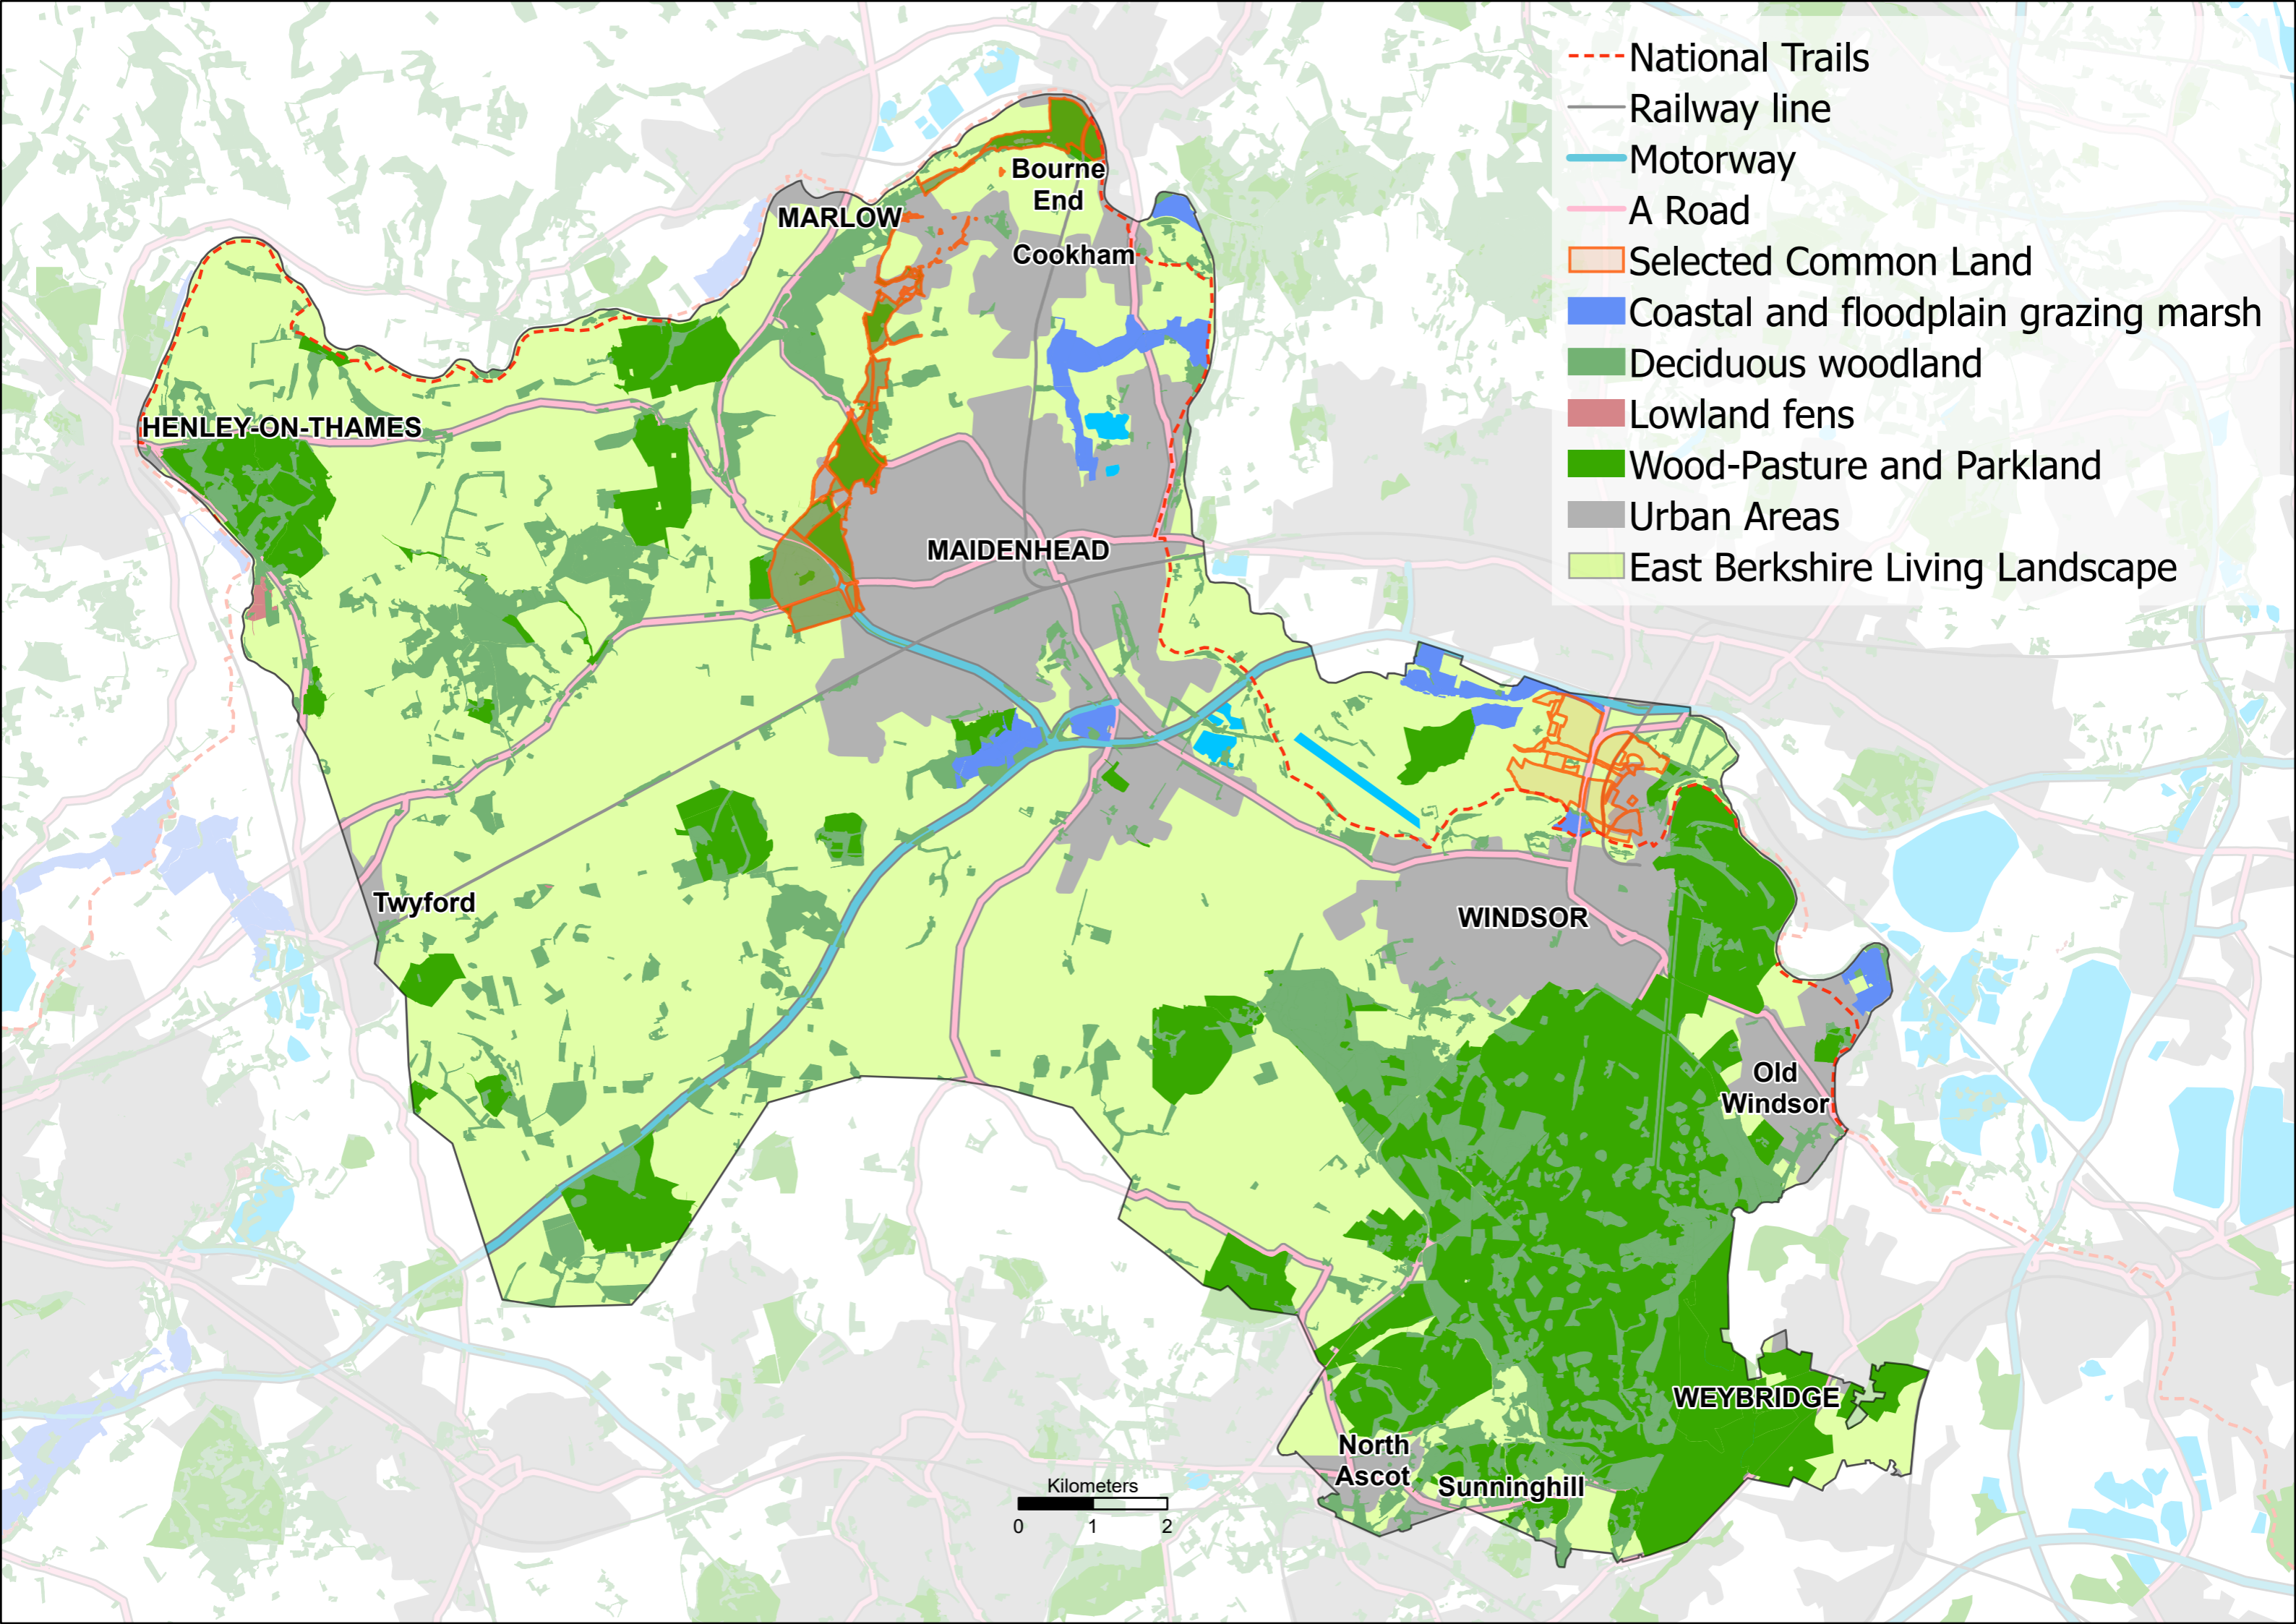 National Trails
Railway line
Motorway
A Road
Selected Common Land
Coastal and floodplain grazing marsh
Deciduous woodland
Lowland fens
Wood-Pasture and Parkland
Urban Areas
East Berkshire Living Landscape
Bourne
End
MARLOW
Cookham
HENLEY-ON-THAMES
MAIDENHEAD
Twyford
WINDSOR
Old
Windsor
WEYBRIDGE
North
Ascot
Sunninghill
Kilometers
0 1 2